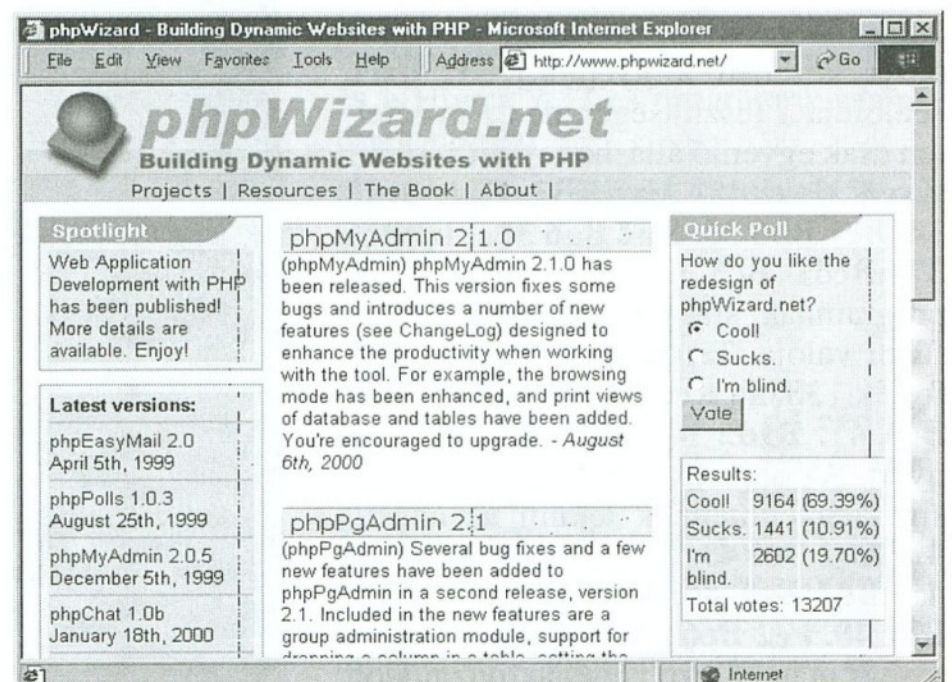 phpWizard - Building Dynamic Websites with PHP - Microsoft Internet Explorer
File Edit View Favorites Tools Help Address http://www.phpwizard.net/ Go
phpWizard.net
Building Dynamic Websites with PHP
Projects | Resources | The Book | About |
Spotlight
Web Application
Development with PHP
has been published!
More details are
available. Enjoy!
Latest versions:
phpEasyMail 2.0
April 5th, 1999
phpPolls 1.0.3
August 25th, 1999
phpMyAdmin 2.0.5
December 5th, 1999
phpChat 1.0b
January 18th, 2000
phpMyAdmin 2.1.0
(phpMyAdmin) phpMyAdmin 2.1.0 has
been released. This version fixes some
bugs and introduces a number of new
features (see ChangeLog) designed to
enhance the productivity when working
with the tool. For example, the browsing
mode has been enhanced, and print views
of database and tables have been added.
You're encouraged to upgrade. - August
6th, 2000
phpPgAdmin 2.1
(phpPgAdmin) Several bug fixes and a few
new features have been added to
phpPgAdmin in a second release, version
2.1. Included in the new features are a
group administration module, support for
dropping a column in a table, setting the
Quick Poll
How do you like the
redesign of
phpWizard.net?
Cool!
Sucks.
I'm blind.
Vote
Results:
Cool! 9164 (69.39%)
Sucks. 1441 (10.91%)
I'm 2602 (19.70%)
blind.
Total votes: 13207
Internet